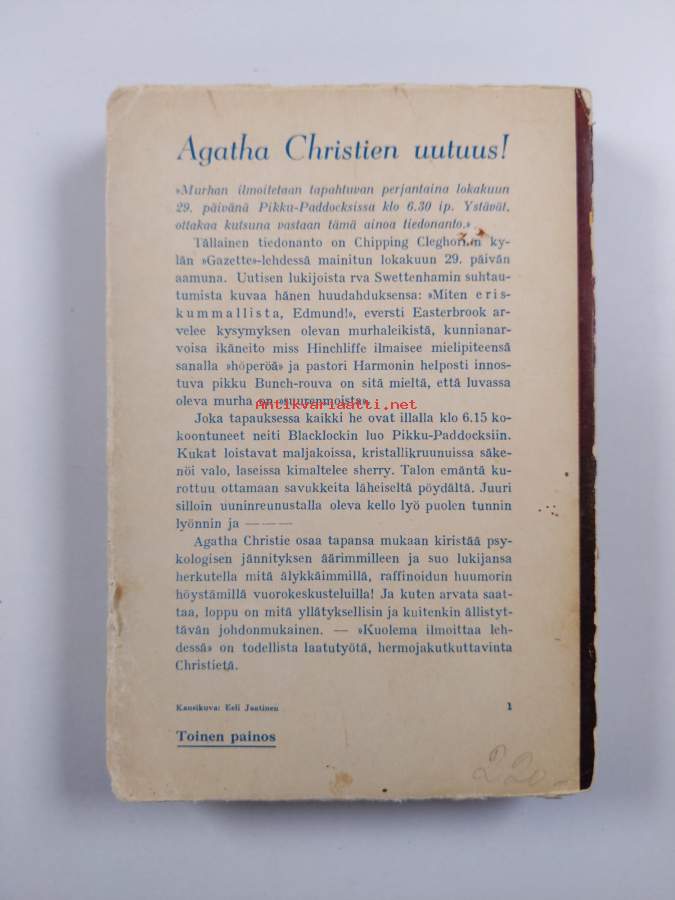 Agatha Christien uutuus!
»Murhan ilmoitetaan tapahtuvan perjantaina lokakuun
29. päivänä Pikku-Paddocksissa klo 6.30 ip. Ystävät,
ottakaa kutsuna vastaan tämä ainoa tiedonanto.»
Tällainen tiedonanto on Chipping Cleghornin ky-
län »Gazette»-lehdessä mainitun lokakuun 29. päivän
aamuna. Uutisen lukijoista rva Swettenhamin suhtau-
tumista kuvaa hänen huudahduksensa: »Miten eris-
kummallista, Edmund!», eversti Easterbrook ar-
velee kysymyksen olevan murhaleikistä, kunnianar-
voisa ikäneito miss Hinchliffe ilmaisee mielipiteensä
sanalla »höperöä» ja pastori Harmonin helposti innos-
tuva pikku Bunch-rouva on sitä mieltä, että luvassa
oleva murha on »suurenmoista».
Antikvariaatti.net
Joka tapauksessa kaikki he ovat illalla klo 6.15 ko-
koontuneet neiti Blacklockin luo Pikku-Paddocksiin.
Kukat loistavat maljakoissa, kristallikruunuissa säke-
nöi valo, laseissa kimaltelee sherry. Talon emäntä ku-
rottuu ottamaan savukkeita läheiseltä pöydältä. Juuri
silloin uuninreunustalla oleva kello lyö puolen tunnin
lyönnin ja — — —
Agatha Christie osaa tapansa mukaan kiristää psy-
kologisen jännityksen äärimmilleen ja suo lukijansa
herkutella mitä älykkäimmillä, raffinoidun huumorin
höystämillä vuorokeskusteluilla! Ja kuten arvata saat-
taa, loppu on mitä yllätyksellisin ja kuitenkin ällistyt-
tävän johdonmukainen. — »Kuolema ilmoittaa leh-
dessä» on todellista laatutyötä, hermojakutkuttavinta
Christietä.
Kansikuva: Eeli Jaatinen 1
Toinen painos
220.-